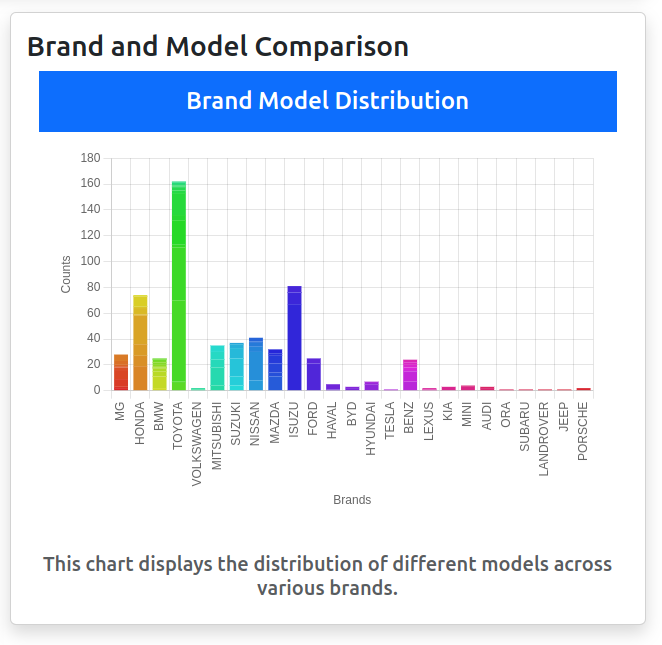 Brand and Model Comparison
Brand Model Distribution
180
160
140
120
100
80
60
40
20
0
Counts
MG
HONDA
BMW
TOYOTA
VOLKSWAGEN
MITSUBISHI
SUZUKI
NISSAN
MAZDA
ISUZU
FORD
HAVAL
BYD
HYUNDAI
TESLA
BENZ
LEXUS
KIA
MINI
AUDI
ORA
SUBARU
LANDROVER
JEEP
PORSCHE
Brands
This chart displays the distribution of different models across
various brands.